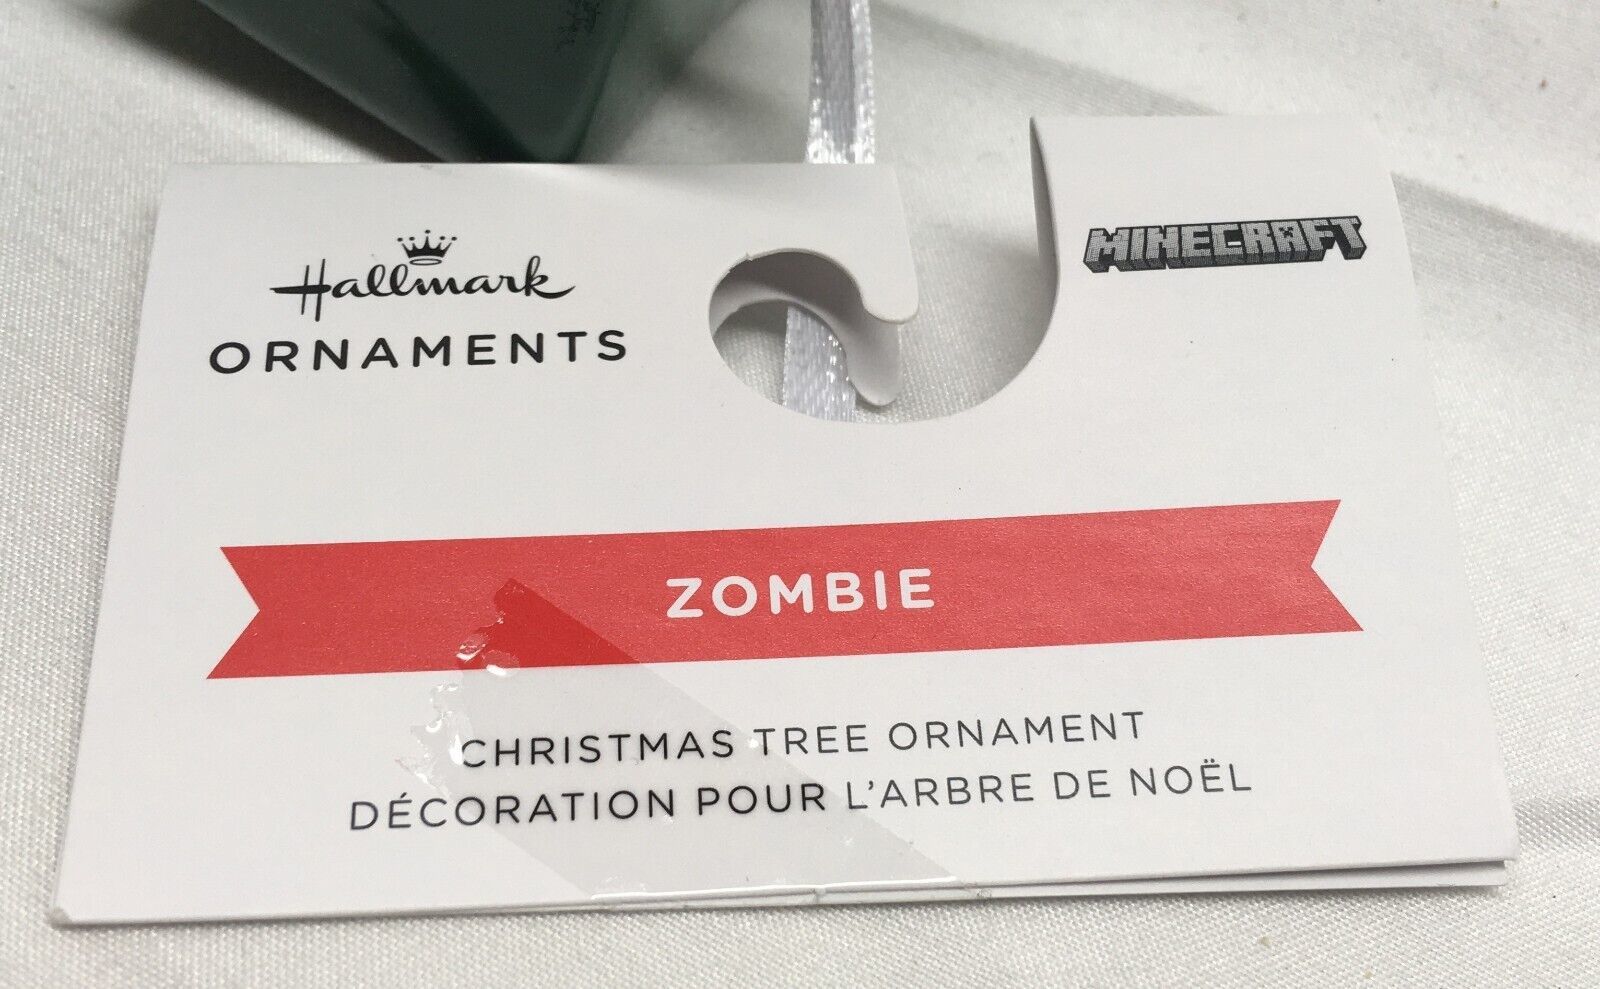 Hallmark
ORNAMENTS
MINECRAFT
ZOMBIE
CHRISTMAS TREE ORNAMENT
DÉCORATION POUR L'ARBRE DE NOËL